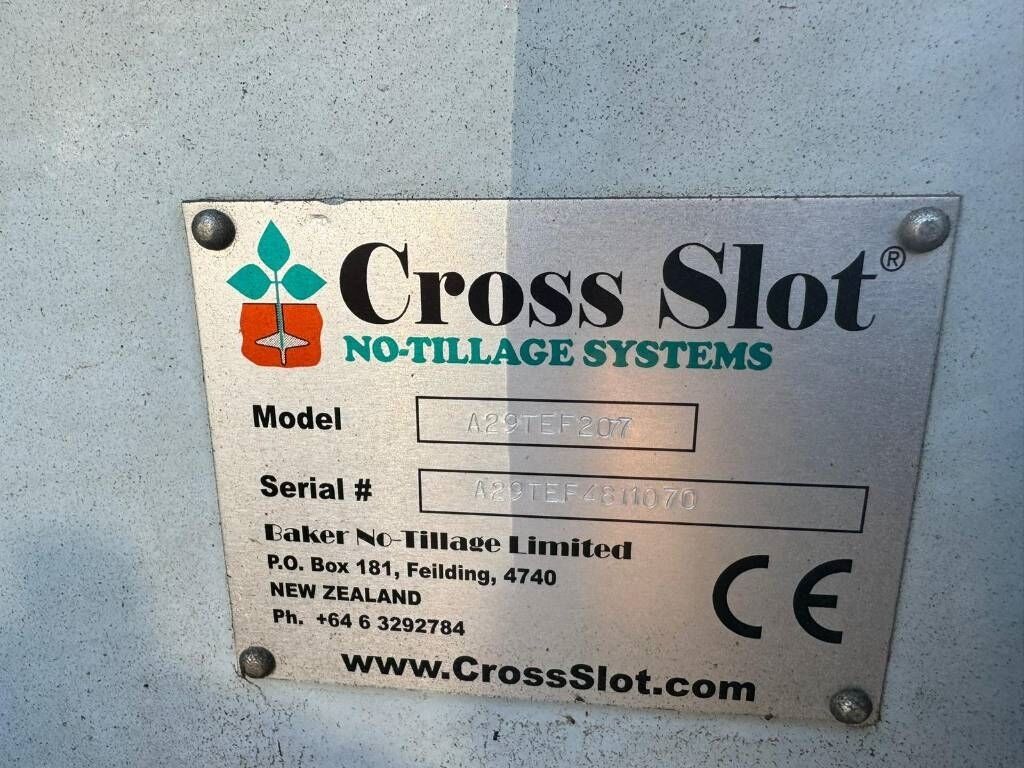 Cross Slot®
NO-TILLAGE SYSTEMS
Model A29TEF207
Serial #
Baker No-Tillage Limited
P.O. Box 181, Feilding, 4740
NEW ZEALAND
Ph. +64 6 3292784
CE
www.CrossSlot.com